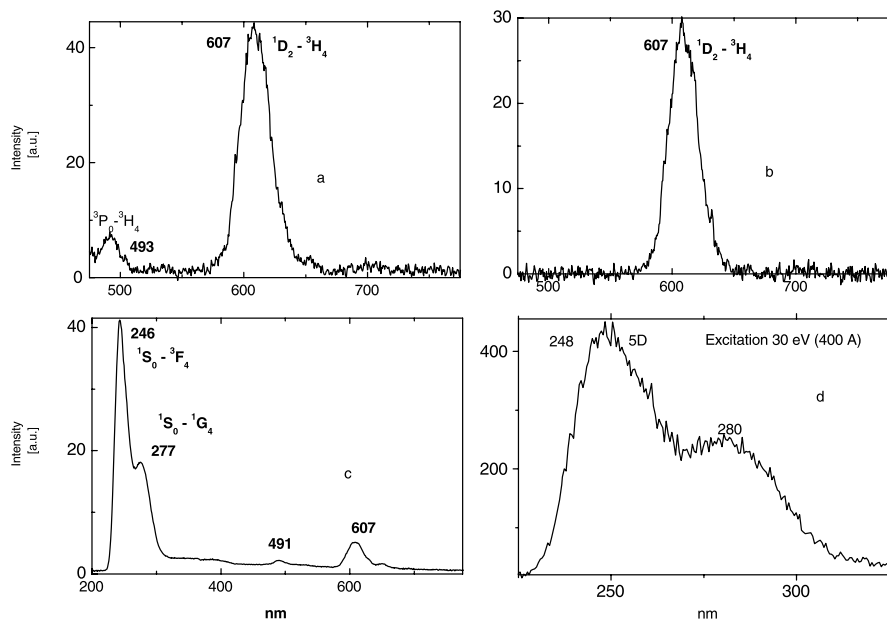 40
20
0
500
600
700
Intensity
[a.u.]
607
¹D₂ - ³H₄
a
³P₀-³H₄
493
30
20
10
0
500
600
700
607
¹D₂ - ³H₄
b
40
20
0
200
400
600
nm
Intensity
[a.u.]
246
¹S₀ - ³F₄
¹S₀ - ¹G₄
277
c
491
607
400
200
250
300
nm
248
5D
Excitation 30 eV (400 A)
d
280